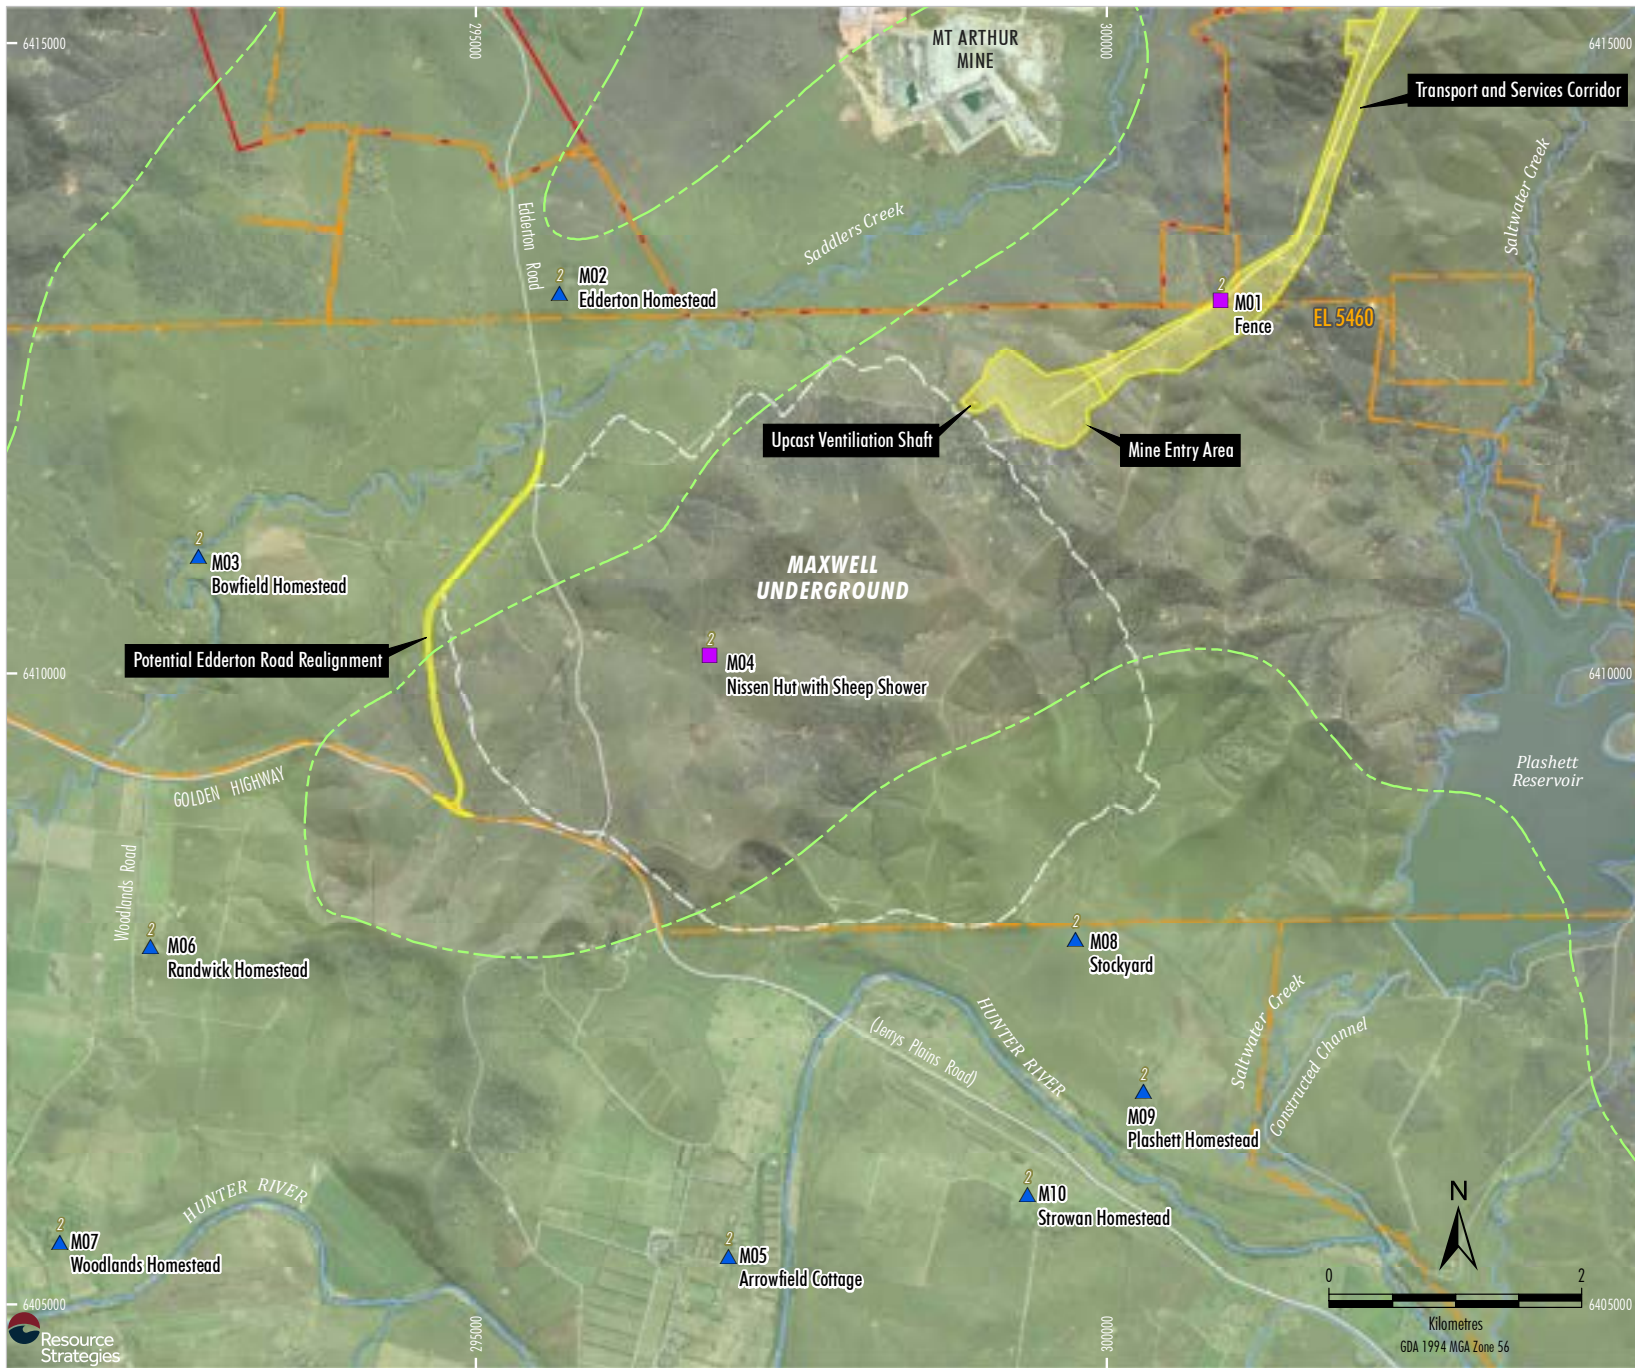 295000
300000
6415000
6415000
MT ARTHUR
MINE
Transport and Services Corridor
Saltwater Creek
Edderton Road
Saddlers Creek
2
M02
Edderton Homestead
2
M01
Fence
EL 5460
Upcast Ventiliation Shaft
Mine Entry Area
2
M03
Bowfield Homestead
MAXWELL
UNDERGROUND
Potential Edderton Road Realignment
2
M04
Nissen Hut with Sheep Shower
6410000
6410000
Plashett
Reservoir
GOLDEN HIGHWAY
Woodlands Road
2
M06
Randwick Homestead
2
M08
Stockyard
HUNTER RIVER
(Jerrys Plains Road)
Saltwater Creek
Constructed Channel
2
M09
Plashett Homestead
2
M10
Strowan Homestead
HUNTER RIVER
2
M07
Woodlands Homestead
2
M05
Arrowfield Cottage
N
0 2
Kilometres
GDA 1994 MGA Zone 56
6405000
6405000
295000
300000
Resource
Strategies